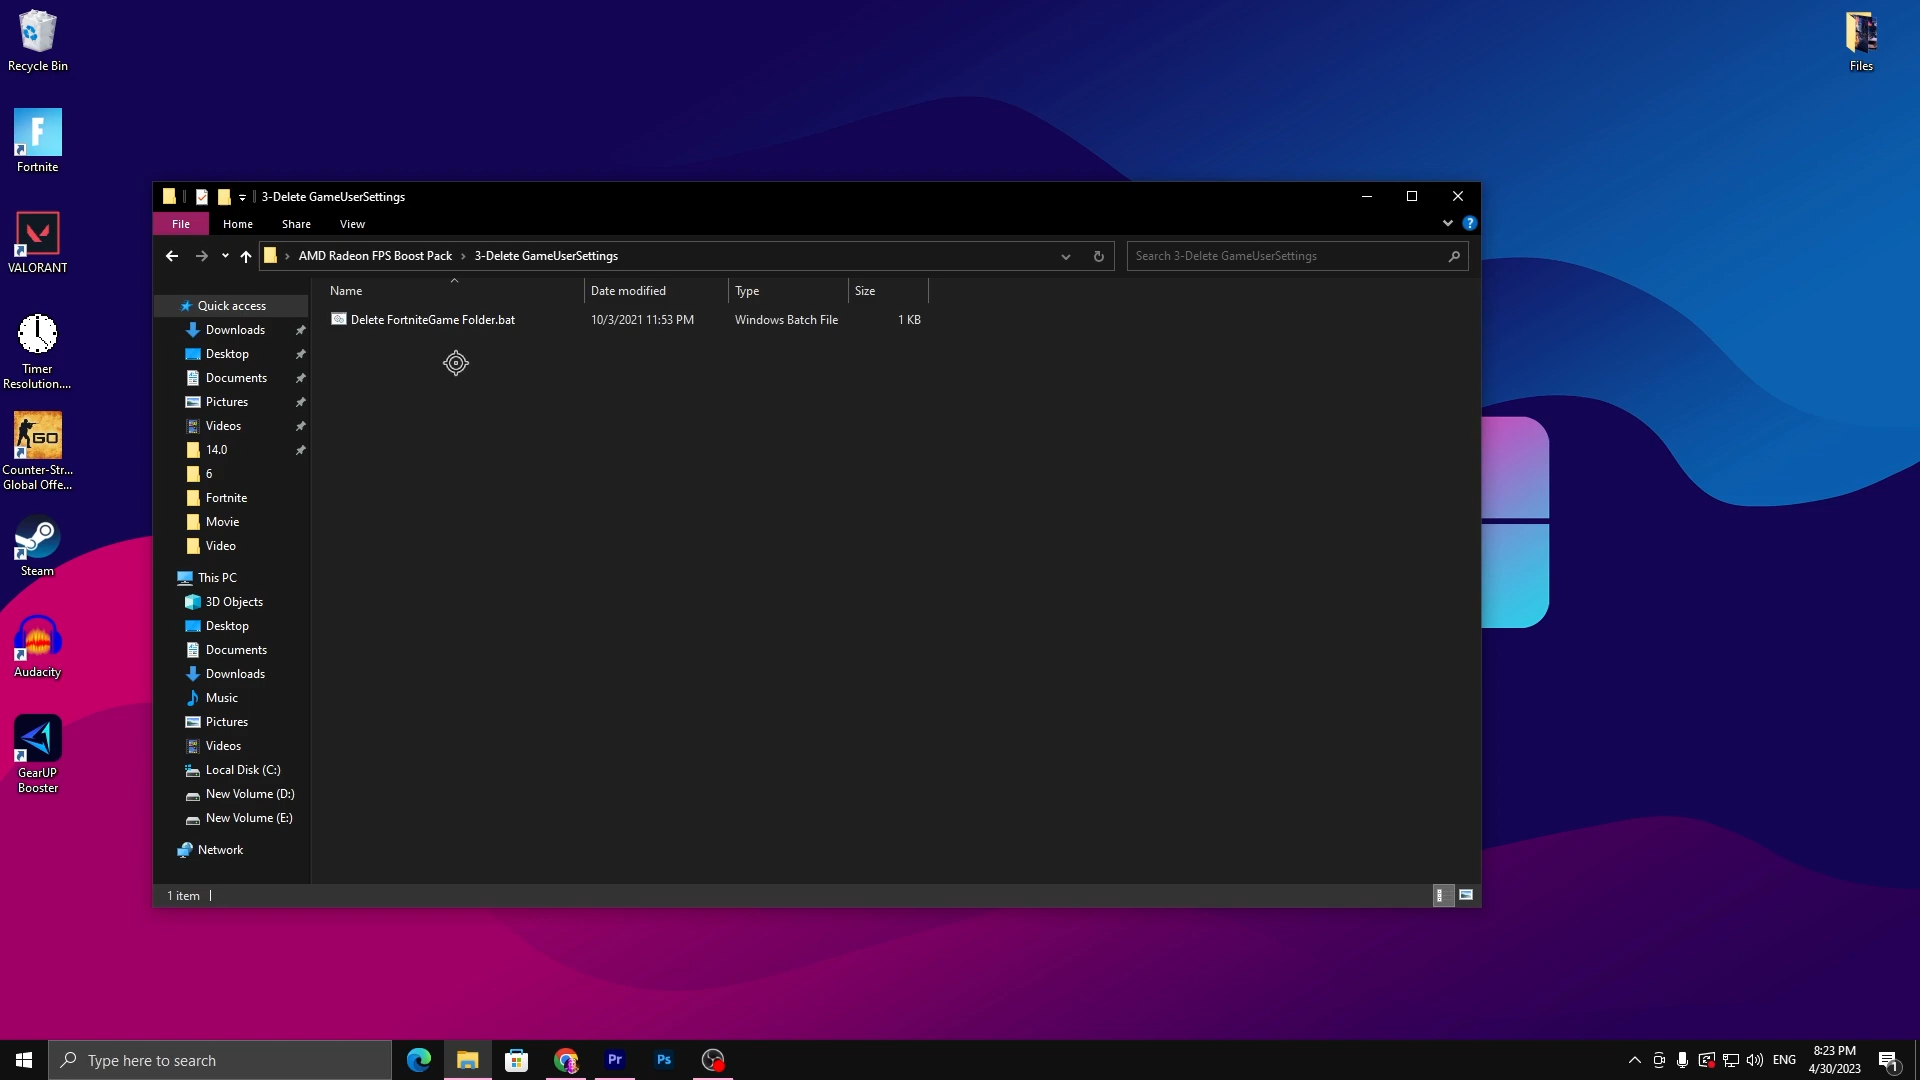 Recycle Bin
Files
Fortnite
VALORANT
Timer
Resolution....
GO
Counter-Str...
Global Offe...
Steam
Audacity
GearUP
Booster
3-Delete GameUserSettings
File
Home
Share
View
?
AMD Radeon FPS Boost Pack
3-Delete GameUserSettings
Search 3-Delete GameUserSettings
Name
Date modified
Type
Size
Delete FortniteGame Folder.bat
10/3/2021 11:53 PM
Windows Batch File
1 KB
Quick access
Downloads
Desktop
Documents
Pictures
Videos
14.0
6
Fortnite
Movie
Video
This PC
3D Objects
Desktop
Documents
Downloads
Music
Pictures
Videos
Local Disk (C:)
New Volume (D:)
New Volume (E:)
Network
1 item
Type here to search
Pr
Ps
ENG
8:23 PM
4/30/2023
1